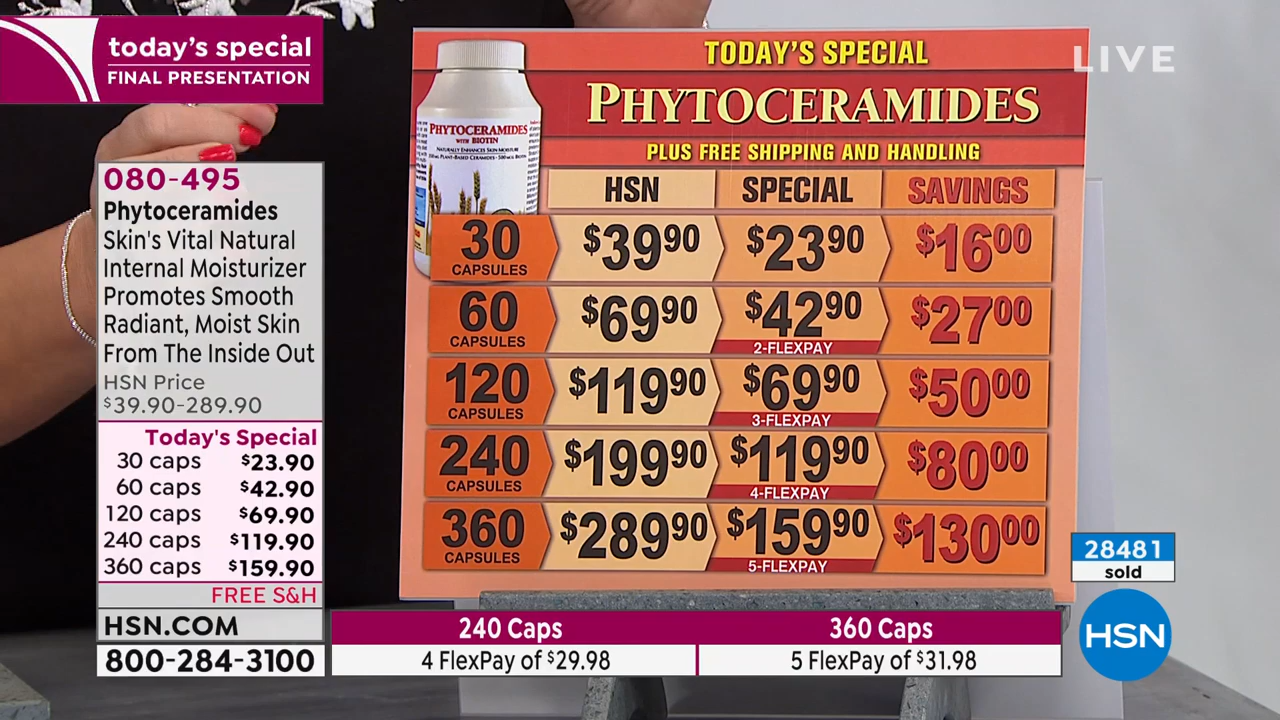 today's special
FINAL PRESENTATION
080-495
Phytoceramides
Skin's Vital Natural
Internal Moisturizer
Promotes Smooth
Radiant, Moist Skin
From The Inside Out
HSN Price
$39.90-289.90
Today's Special
30 caps $23.90
60 caps $42.90
120 caps $69.90
240 caps $119.90
360 caps $159.90
FREE S&H
HSN.COM
800-284-3100
LIVE
TODAY'S SPECIAL
PHYTOCERAMIDES
PLUS FREE SHIPPING AND HANDLING
PHYTOCERAMIDES
WITH BIOTIN
NATURALLY ENHANCES SKIN MOISTURE
HSN SPECIAL SAVINGS
30 CAPSULES $39.90 $23.90 $16.00
60 CAPSULES $69.90 $42.90 $27.00
2-FLEXPAY
120 CAPSULES $119.90 $69.90 $50.00
3-FLEXPAY
240 CAPSULES $199.90 $119.90 $80.00
4-FLEXPAY
360 CAPSULES $289.90 $159.90 $130.00
5-FLEXPAY
28481
sold
240 Caps 360 Caps
4 FlexPay of $29.98 5 FlexPay of $31.98
HSN